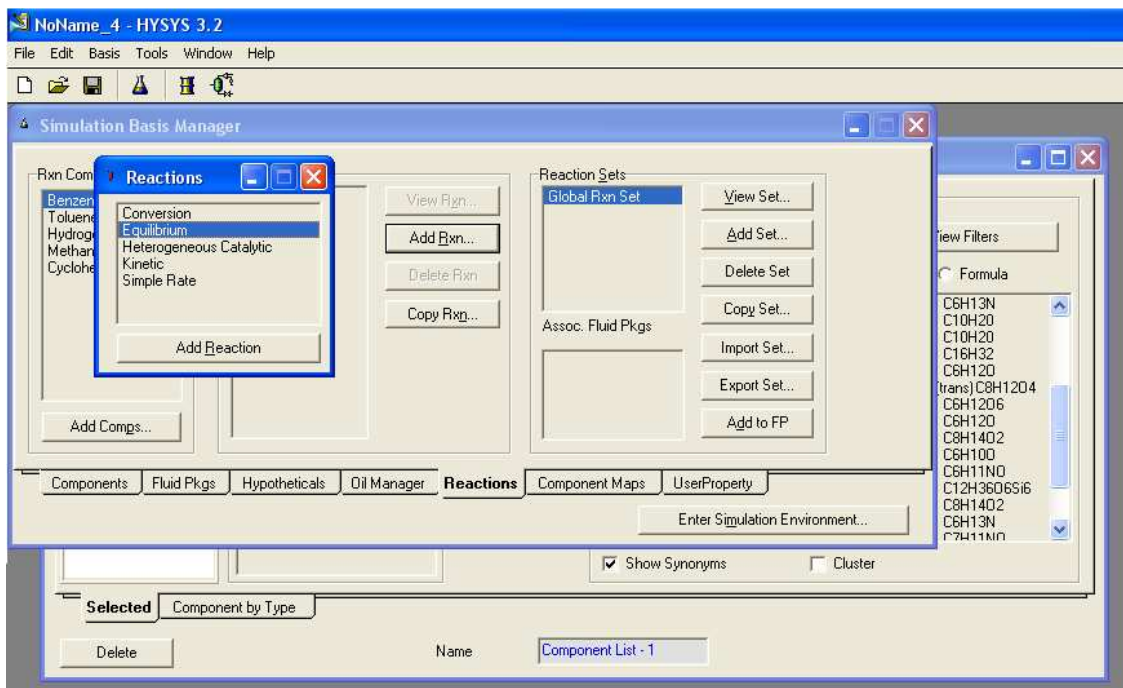 NoName_4 - HYSYS 3.2
File Edit Basis Tools Window Help
Simulation Basis Manager
Rxn Com
Benzen
Toluene
Hydroge
Methan
Cyclohe
Add Comps...
Reactions
Conversion
Equilibrium
Heterogeneous Catalytic
Kinetic
Simple Rate
Add Reaction
View Rxn...
Add Rxn...
Delete Rxn
Copy Rxn...
Reaction Sets
Global Rxn Set
Assoc. Fluid Pkgs
View Set...
Add Set...
Delete Set
Copy Set...
Import Set...
Export Set...
Add to FP
Components Fluid Pkgs Hypotheticals Oil Manager Reactions Component Maps UserProperty
Enter Simulation Environment...
iew Filters
Formula
C6H13N
C10H20
C10H20
C16H32
C6H12O
(trans)C8H12O4
C6H12O6
C6H12O
C8H14O2
C6H10O
C6H11NO
C12H36O6Si6
C8H14O2
C6H13N
C7H11NO
Show Synonyms Cluster
Selected Component by Type
Delete Name Component List - 1